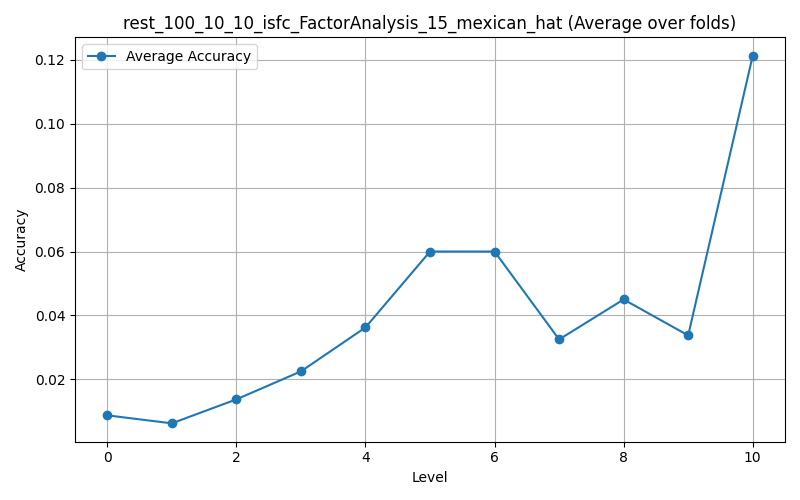 rest_100_10_10_isfc_FactorAnalysis_15_mexican_hat (Average over folds)
Average Accuracy
0.12
0.10
0.08
0.06
0.04
0.02
Accuracy
0 2 4 6 8 10
Level